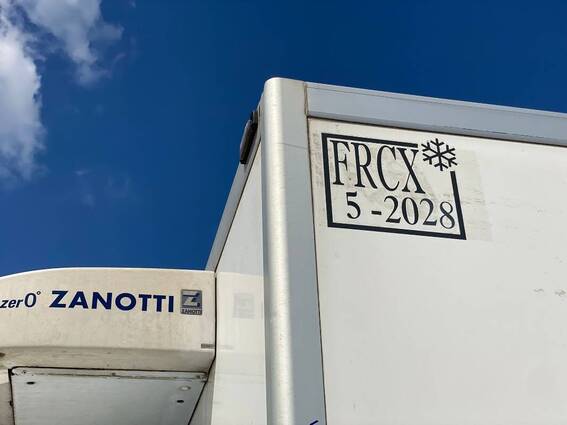 FRCX
5-2028
zer0° ZANOTTI
ZANOTTI